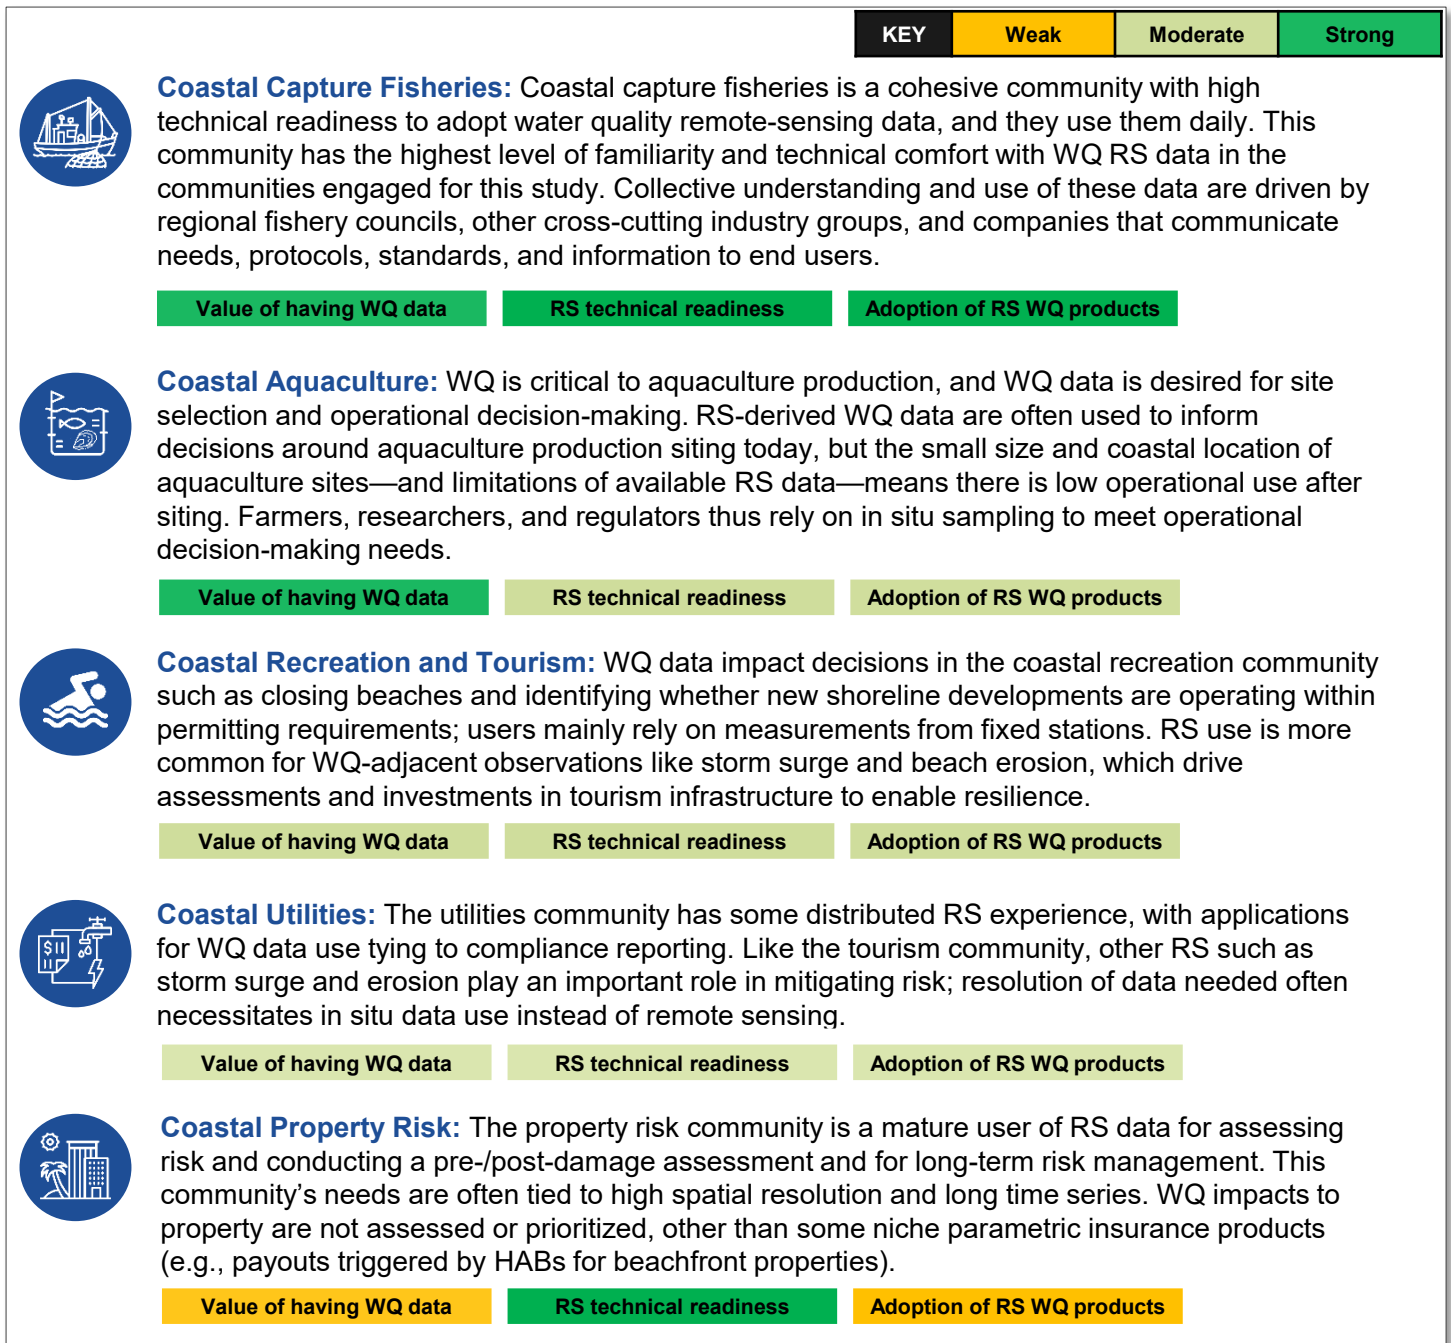 KEY Weak Moderate Strong
Coastal Capture Fisheries: Coastal capture fisheries is a cohesive community with high
technical readiness to adopt water quality remote-sensing data, and they use them daily. This
community has the highest level of familiarity and technical comfort with WQ RS data in the
communities engaged for this study. Collective understanding and use of these data are driven by
regional fishery councils, other cross-cutting industry groups, and companies that communicate
needs, protocols, standards, and information to end users.
Value of having WQ data RS technical readiness Adoption of RS WQ products
Coastal Aquaculture: WQ is critical to aquaculture production, and WQ data is desired for site
selection and operational decision-making. RS-derived WQ data are often used to inform
decisions around aquaculture production siting today, but the small size and coastal location of
aquaculture sites—and limitations of available RS data—means there is low operational use after
siting. Farmers, researchers, and regulators thus rely on in situ sampling to meet operational
decision-making needs.
Value of having WQ data RS technical readiness Adoption of RS WQ products
Coastal Recreation and Tourism: WQ data impact decisions in the coastal recreation community
such as closing beaches and identifying whether new shoreline developments are operating within
permitting requirements; users mainly rely on measurements from fixed stations. RS use is more
common for WQ-adjacent observations like storm surge and beach erosion, which drive
assessments and investments in tourism infrastructure to enable resilience.
Value of having WQ data RS technical readiness Adoption of RS WQ products
Coastal Utilities: The utilities community has some distributed RS experience, with applications
for WQ data use tying to compliance reporting. Like the tourism community, other RS such as
storm surge and erosion play an important role in mitigating risk; resolution of data needed often
necessitates in situ data use instead of remote sensing.
Value of having WQ data RS technical readiness Adoption of RS WQ products
Coastal Property Risk: The property risk community is a mature user of RS data for assessing
risk and conducting a pre-/post-damage assessment and for long-term risk management. This
community's needs are often tied to high spatial resolution and long time series. WQ impacts to
property are not assessed or prioritized, other than some niche parametric insurance products
(e.g., payouts triggered by HABs for beachfront properties).
Value of having WQ data RS technical readiness Adoption of RS WQ products